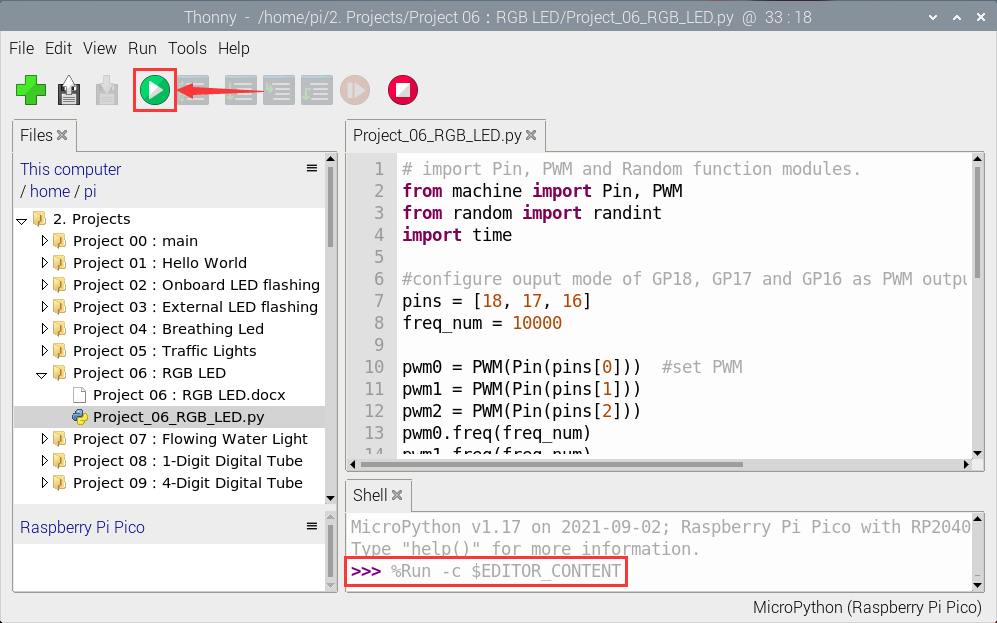 Thonny - /home/pi/2. Projects/Project 06 : RGB LED/Project_06_RGB_LED.py @ 33 : 18
File Edit View Run Tools Help
Files
This computer
/ home / pi
2. Projects
Project 00 : main
Project 01 : Hello World
Project 02 : Onboard LED flashing
Project 03 : External LED flashing
Project 04 : Breathing Led
Project 05 : Traffic Lights
Project 06 : RGB LED
Project 06 : RGB LED.docx
Project_06_RGB_LED.py
Project 07 : Flowing Water Light
Project 08 : 1-Digit Digital Tube
Project 09 : 4-Digit Digital Tube
Raspberry Pi Pico
Project_06_RGB_LED.py
1 # import Pin, PWM and Random function modules.
2 from machine import Pin, PWM
3 from random import randint
4 import time
5
6 #configure ouput mode of GP18, GP17 and GP16 as PWM outpu
7 pins = [18, 17, 16]
8 freq_num = 10000
9
10 pwm0 = PWM(Pin(pins[0]))  #set PWM
11 pwm1 = PWM(Pin(pins[1]))
12 pwm2 = PWM(Pin(pins[2]))
13 pwm0.freq(freq_num)
14 pwm1.freq(freq_num)
Shell
MicroPython v1.17 on 2021-09-02; Raspberry Pi Pico with RP2040
Type "help()" for more information.
>>> %Run -c $EDITOR_CONTENT
MicroPython (Raspberry Pi Pico)